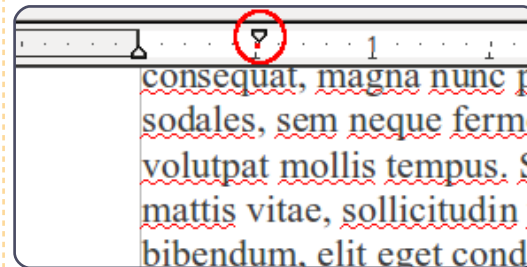 1
consequat, magna nunc
sodales, sem neque ferm
volutpat mollis tempus. S
mattis vitae, sollicitudin
bibendum, elit eget cond